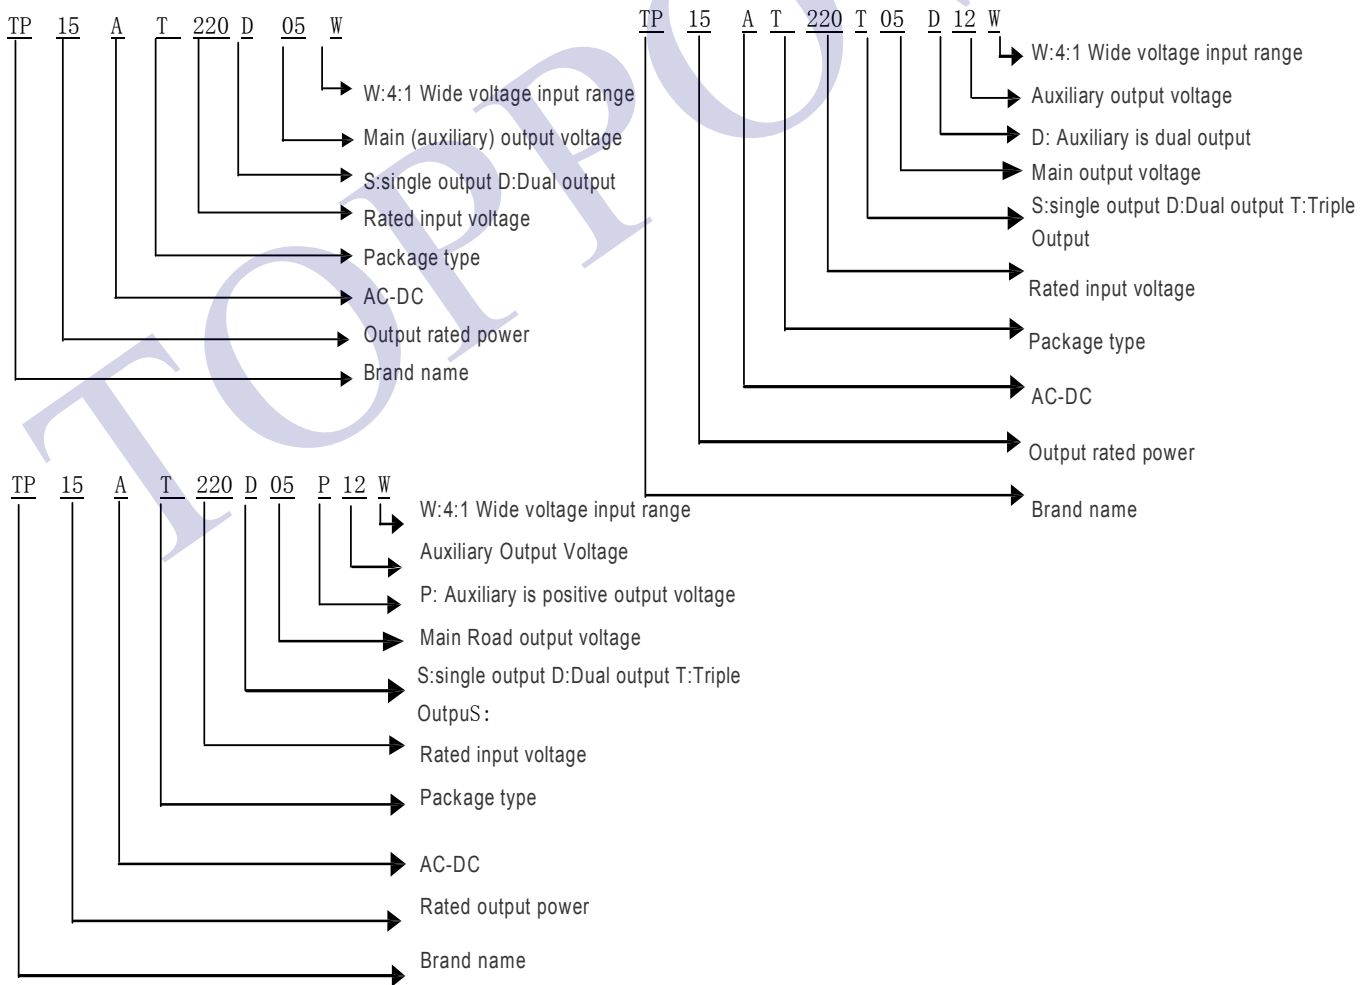 TP 15 A T 220 D 05 W
W:4:1 Wide voltage input range
Main (auxiliary) output voltage
S:single output D:Dual output
Rated input voltage
Package type
AC-DC
Output rated power
Brand name
TP 15 A T 220 T 05 D 12 W
W:4:1 Wide voltage input range
Auxiliary output voltage
D: Auxiliary is dual output
Main output voltage
S:single output D:Dual output T:Triple
Output
Rated input voltage
Package type
AC-DC
Output rated power
Brand name
TP 15 A T 220 D 05 P 12 W
W:4:1 Wide voltage input range
Auxiliary Output Voltage
P: Auxiliary is positive output voltage
Main Road output voltage
S:single output D:Dual output T:Triple
OutpuS:
Rated input voltage
Package type
AC-DC
Rated output power
Brand name
TOPPO